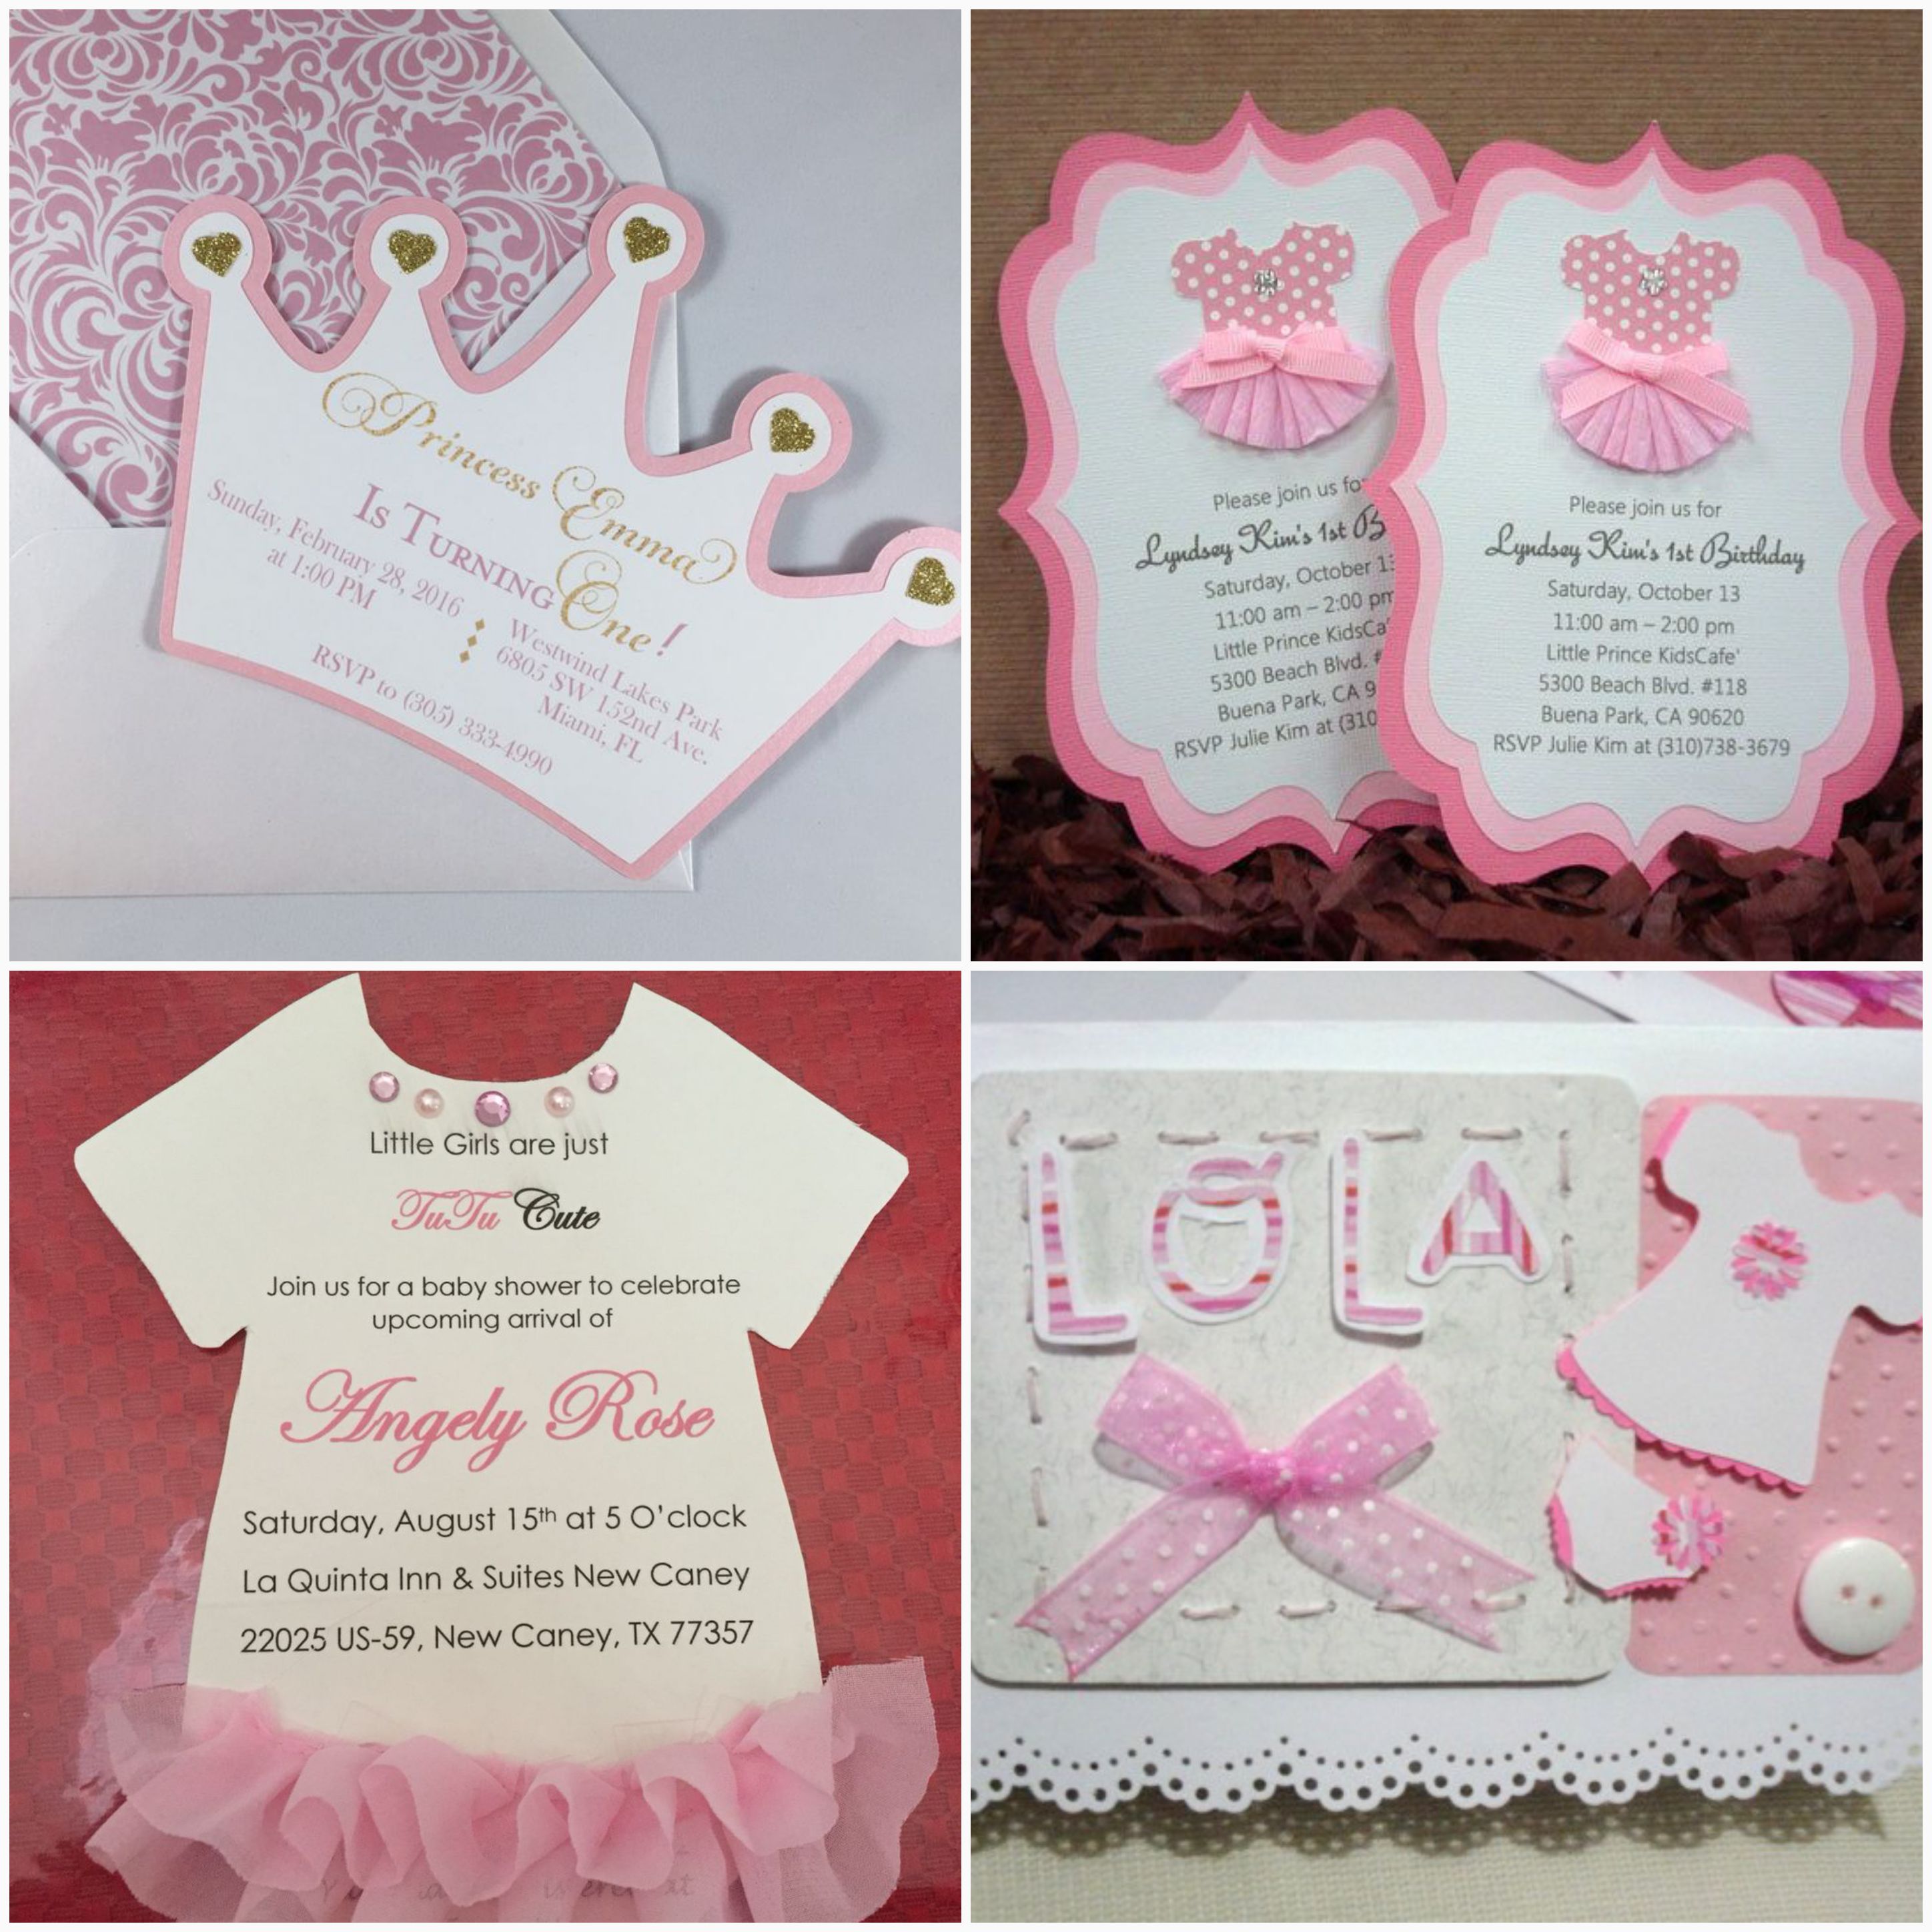 Princess Emma
Is Turning One!
Sunday, February 28, 2016
at 1:00 PM
Westwind Lakes Park
6805 SW 152nd Ave.
Miami, FL
RSVP to (305) 333-4990
Please join us for
Lyndsey Kim's 1st B
Saturday, October 13
11:00 am – 2:00 pm
Little Prince KidsCa
5300 Beach Blvd. #
Buena Park, CA 9
RSVP Julie Kim at (310
Please join us for
Lyndsey Kim's 1st Birthday
Saturday, October 13
11:00 am – 2:00 pm
Little Prince KidsCafe'
5300 Beach Blvd. #118
Buena Park, CA 90620
RSVP Julie Kim at (310)738-3679
Little Girls are just
TuTu Cute
Join us for a baby shower to celebrate
upcoming arrival of
Angely Rose
Saturday, August 15th at 5 O'clock
La Quinta Inn & Suites New Caney
22025 US-59, New Caney, TX 77357
LOLA